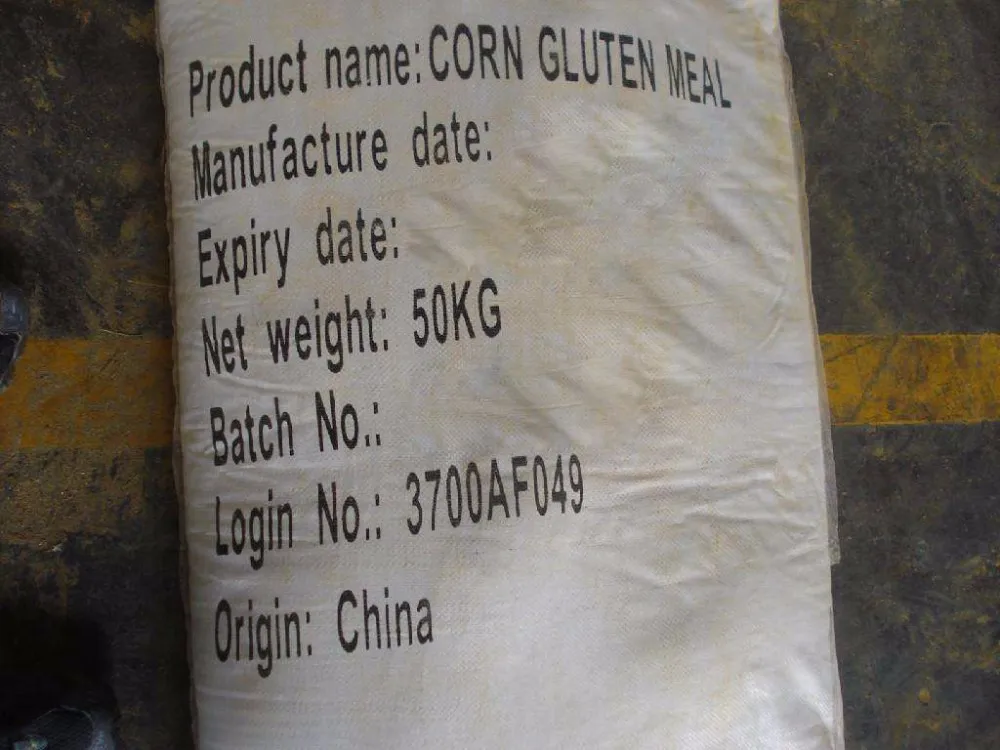 Product name:CORN GLUTEN MEAL
Manufacture date:
Expiry date:
Net weight: 50KG
Batch No.:
Login No.: 3700AF049
Origin: China